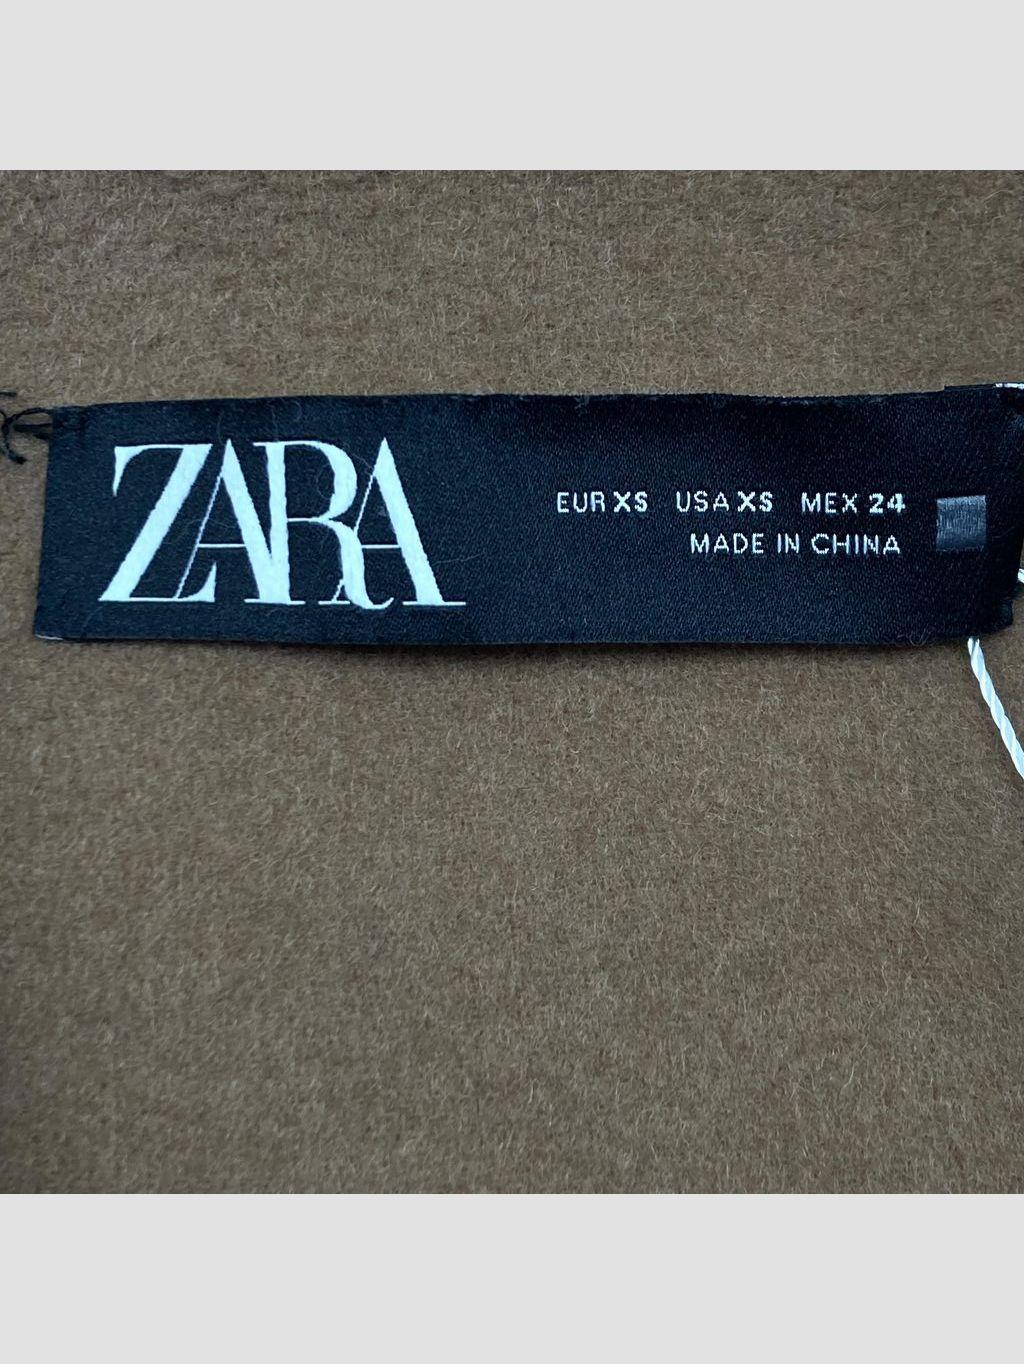 ZARA
EUR XS USA XS MEX 24
MADE IN CHINA